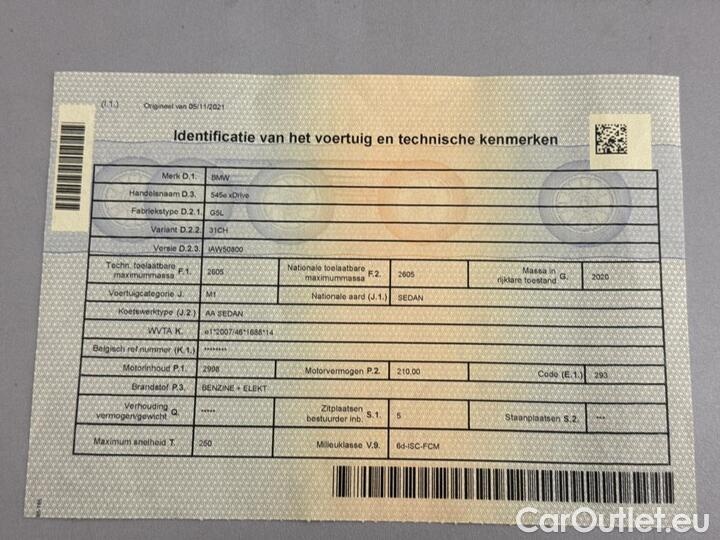 (I.1.) Origineel van 05/11/2021
Identificatie van het voertuig en technische kenmerken
Merk D.1. BMW
Handelsnaam D.3. 545e xDrive
Fabriekstype D.2.1. G5L
Variant D.2.2. 31CH
Versie D.2.3. IAW50800
Techn. toelaatbare maximummassa F.1. 2605 Nationale toelaatbare maximummassa F.2. 2605 Massa in rijklare toestand G. 2020
Voertuigcategorie J. M1 Nationale aard (J.1.) SEDAN
Koetswerktype (J.2.) AA SEDAN
WVTA K. e1*2007/46*1688*14
Belgisch ref.nummer (K.1.) ********
Motorinhoud P.1. 2998 Motorvermogen P.2. 210.00 Code (E.1.) 293
Brandstof P.3. BENZINE + ELEKT
Verhouding vermogen/gewicht Q. ***** Zitplaatsen bestuurder inb. S.1. 5 Staanplaatsen S.2. ***
Maximum snelheid T. 250 Milieuklasse V.9. 6d-ISC-FCM
CarOutlet.eu